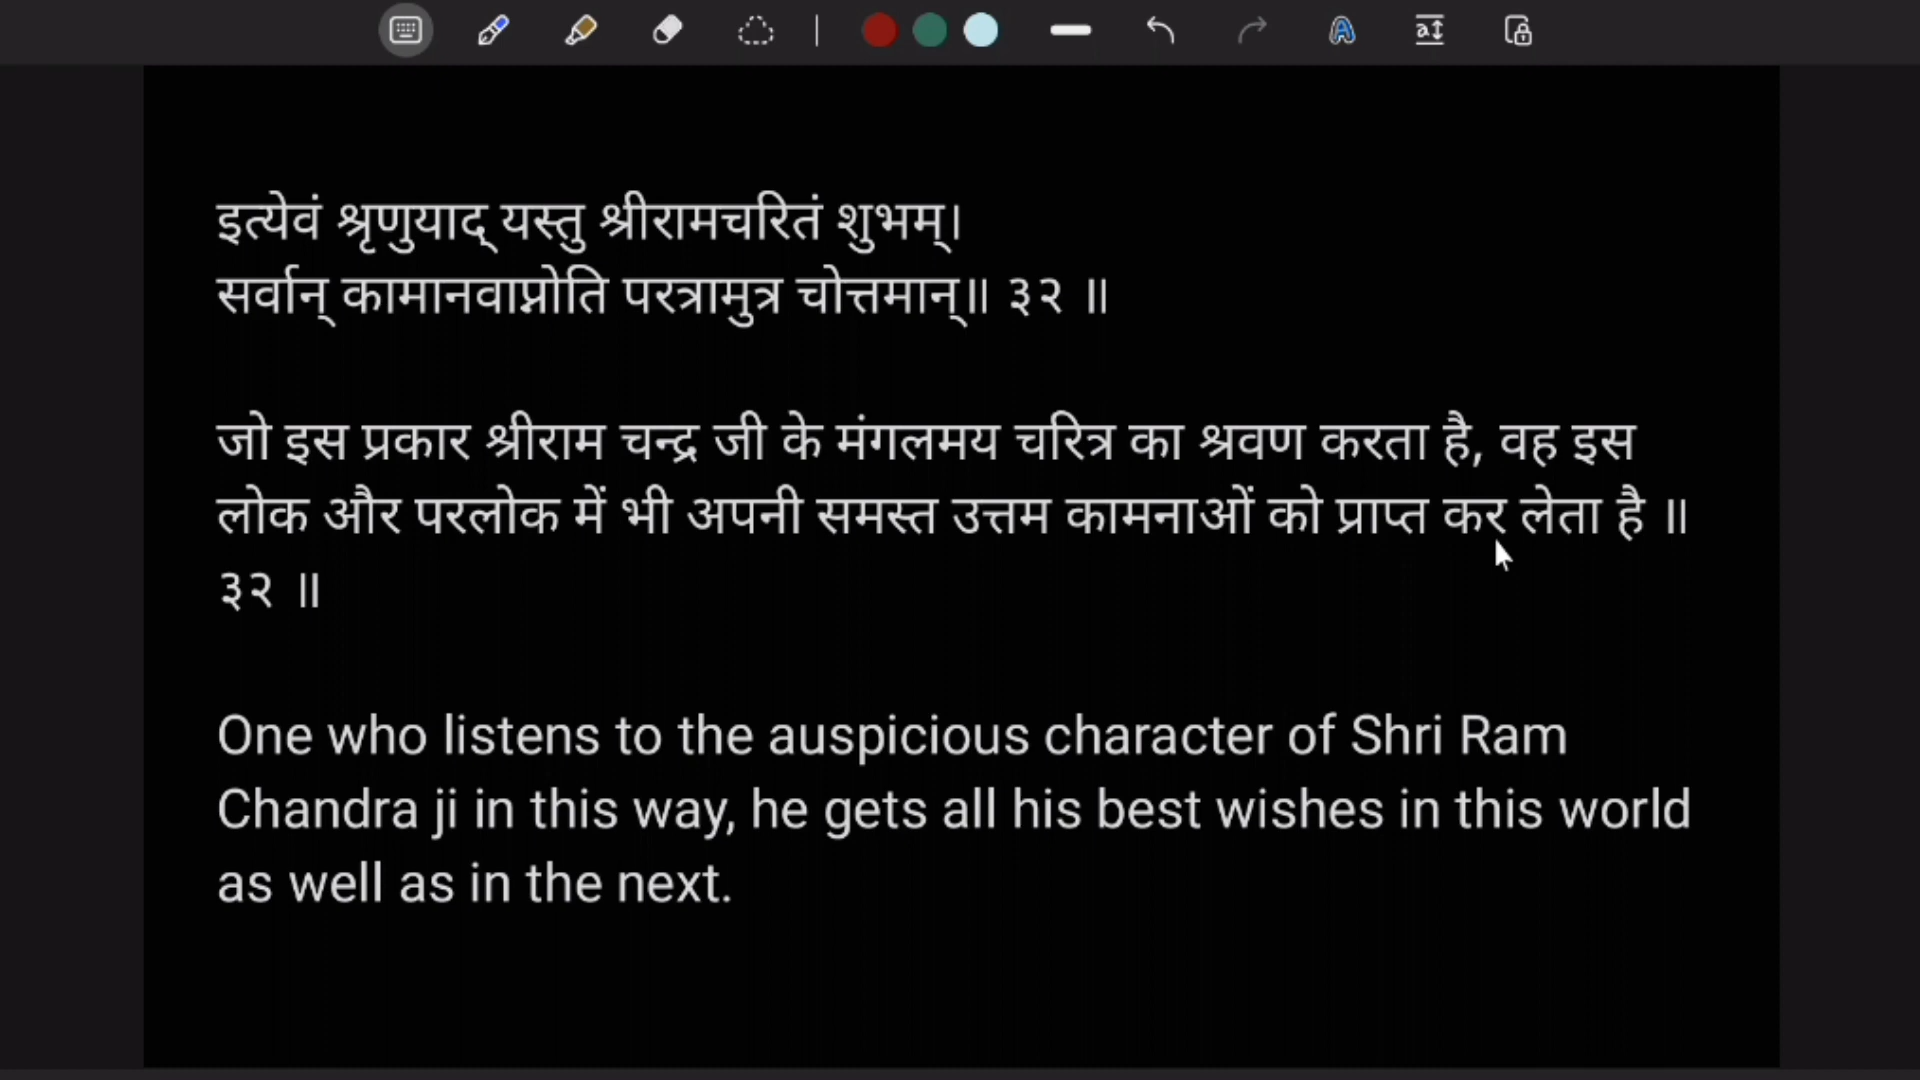 इत्येवं श्रृणुयाद् यस्तु श्रीरामचरितं शुभम्।
सर्वान् कामानवाप्नोति परत्रामुत्र चोत्तमान्॥ ३२ ॥
जो इस प्रकार श्रीराम चन्द्र जी के मंगलमय चरित्र का श्रवण करता है, वह इस
लोक और परलोक में भी अपनी समस्त उत्तम कामनाओं को प्राप्त कर लेता है ॥
३२ ॥
One who listens to the auspicious character of Shri Ram
Chandra ji in this way, he gets all his best wishes in this world
as well as in the next.